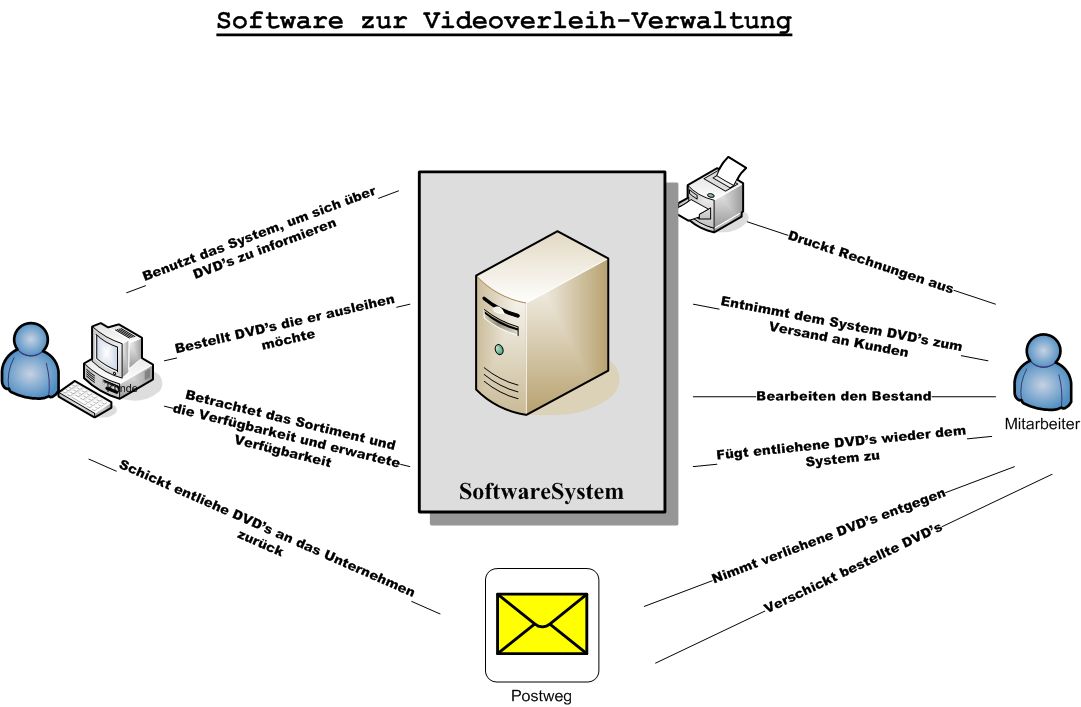 Software zur Videoverleih-Verwaltung
Benutzt das System, um sich über
DVD's zu informieren
Bestellt DVD's die er ausleihen
möchte
Betrachtet das Sortiment und
die Verfügbarkeit und erwartete
Verfügbarkeit
Schickt entliehe DVD's an das Unternehmen
zurück
SoftwareSystem
Druckt Rechnungen aus
Entnimmt dem System DVD's zum
Versand an Kunden
Bearbeiten den Bestand
Fügt entliehene DVD's wieder dem
System zu
Mitarbeiter
Nimmt verliehene DVD's entgegen
Verschickt bestellte DVD's
Postweg